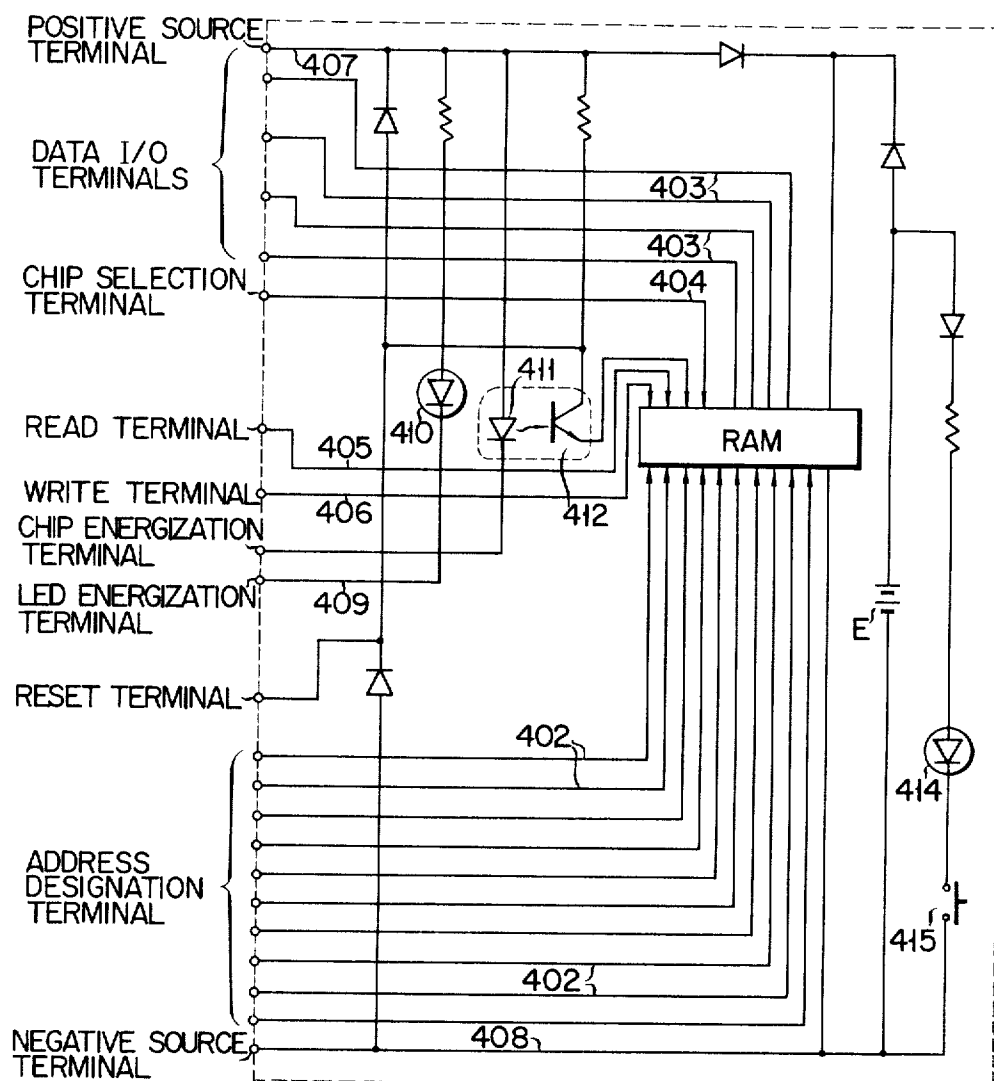 POSITIVE SOURCE
TERMINAL
407
DATA I/O
TERMINALS
403
403
CHIP SELECTION
TERMINAL
404
411
410
READ TERMINAL
405
RAM
412
WRITE TERMINAL
406
CHIP ENERGIZATION
TERMINAL
LED ENERGIZATION
TERMINAL
409
E
RESET TERMINAL
402
414
ADDRESS
DESIGNATION
TERMINAL
415
402
NEGATIVE SOURCE
TERMINAL
408